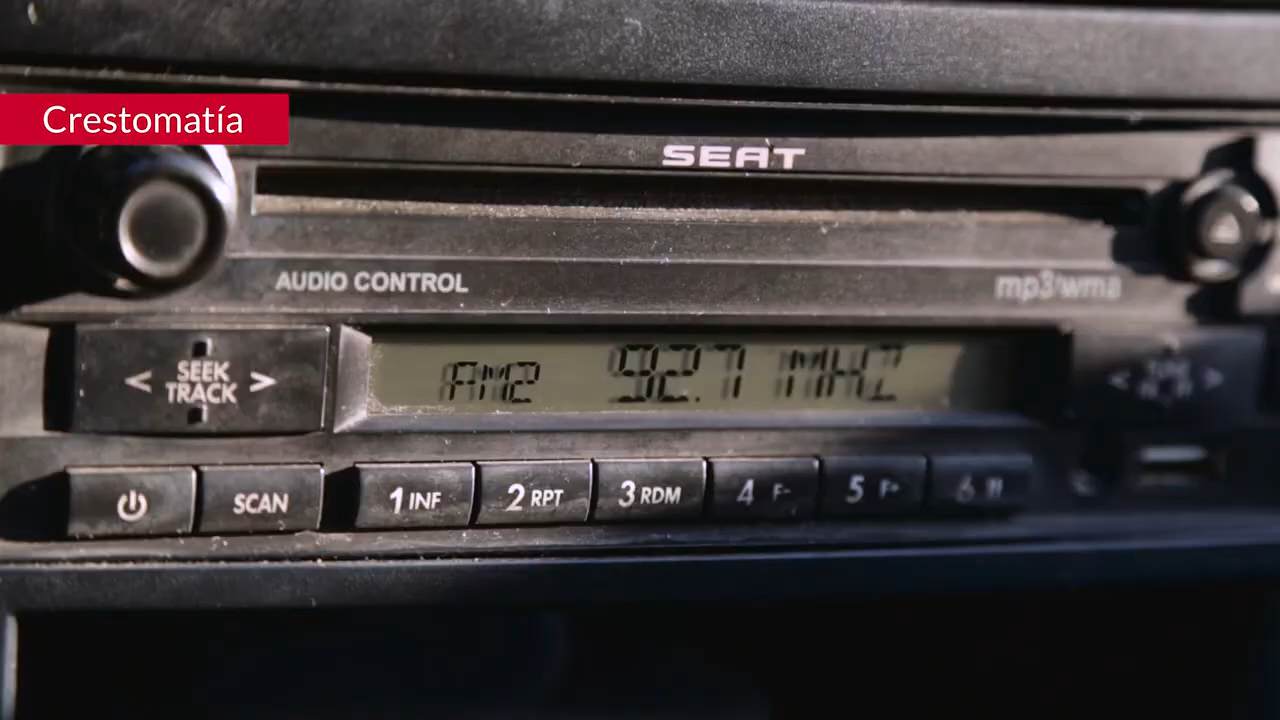 Crestomatía
SEAT
AUDIO CONTROL
mp3/wma
< SEEK >
TRACK
FM2 92.7 MHZ
SCAN
1 INF
2 RPT
3 RDM
4 F-
5 F+
6